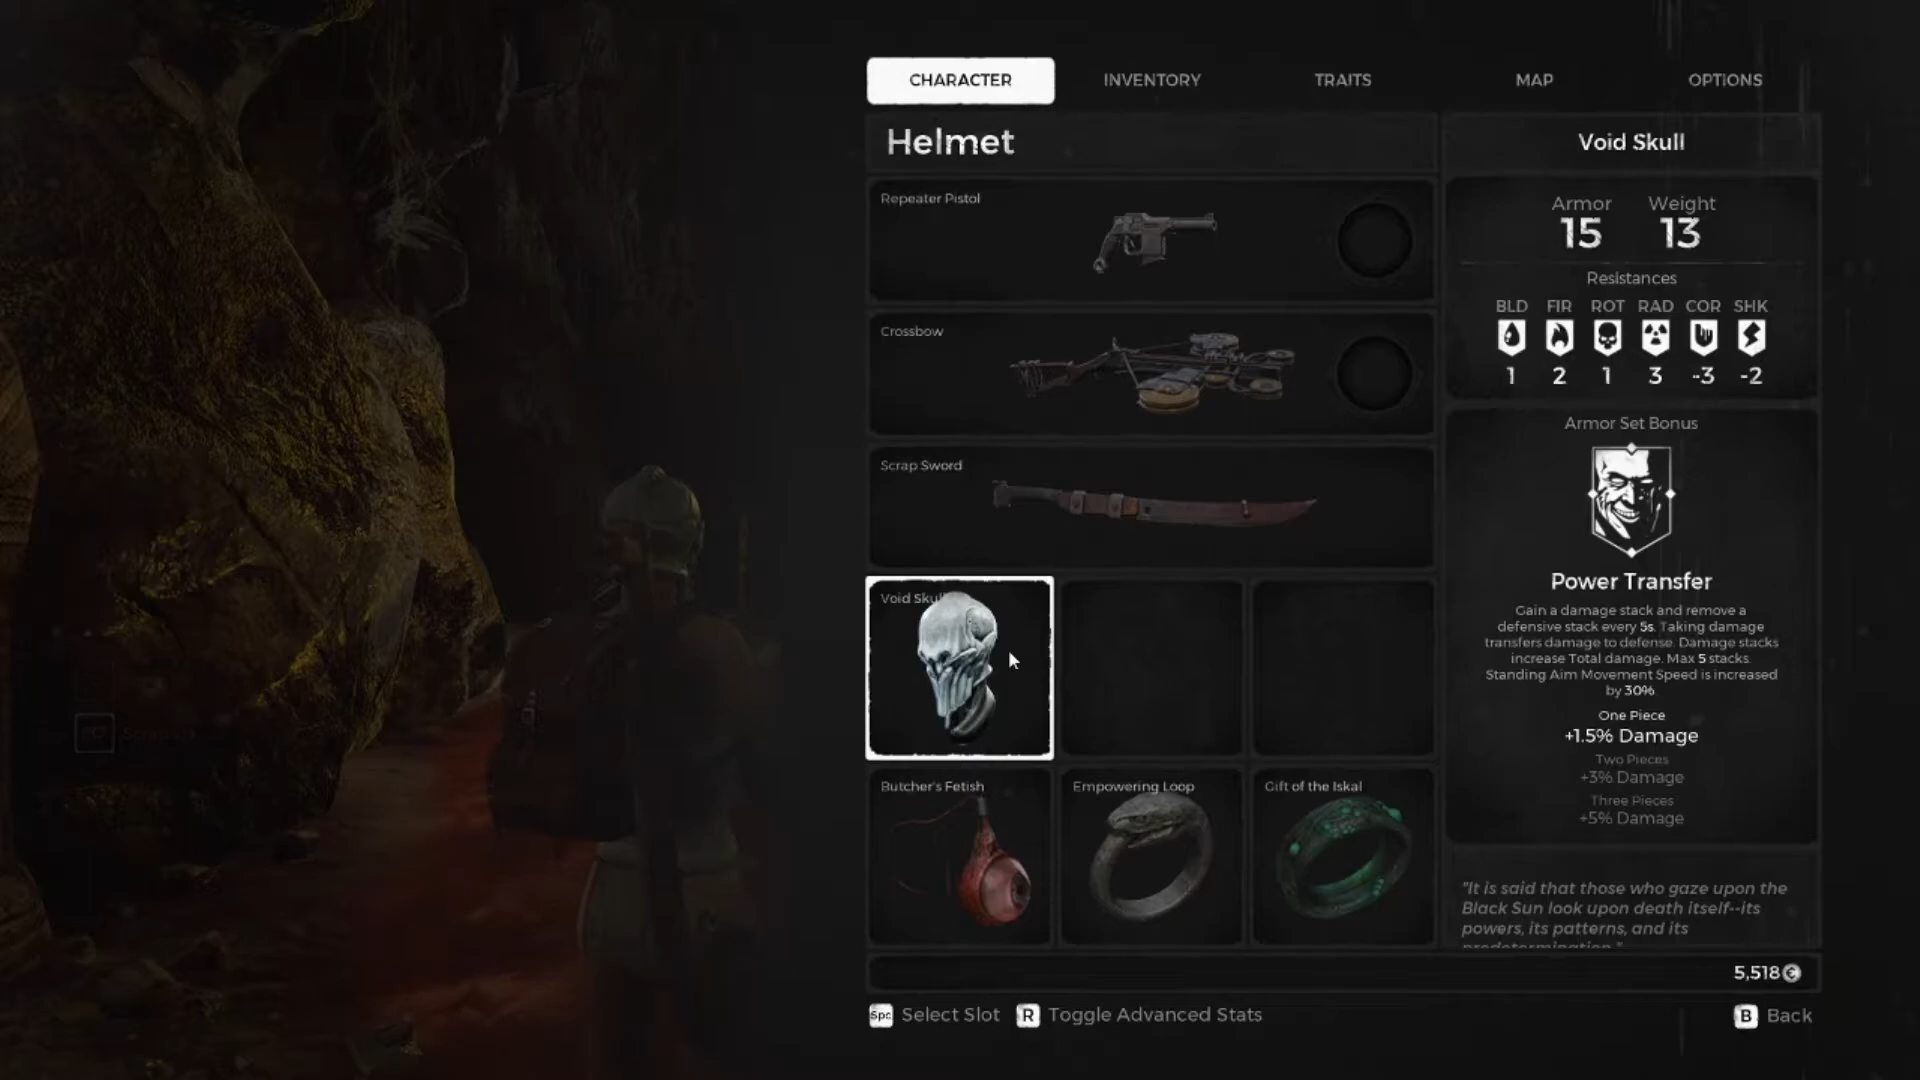 CHARACTER
INVENTORY
TRAITS
MAP
OPTIONS
Helmet
Void Skull
Repeater Pistol
Armor Weight
15 13
Resistances
BLD FIR ROT RAD COR SHK
1 2 1 3 -3 -2
Crossbow
Armor Set Bonus
Scrap Sword
Power Transfer
Gain a damage stack and remove a
defensive stack every 5s. Taking damage
transfers damage to defense. Damage stacks
increase Total damage. Max 5 stacks.
Standing Aim Movement Speed is increased
by 30%.
One Piece
+1.5% Damage
Two Pieces
+3% Damage
Three Pieces
+5% Damage
Void Skull
Butcher's Fetish
Empowering Loop
Gift of the Iskal
"It is said that those who gaze upon the
Black Sun look upon death itself--its
powers, its patterns, and its
predetermination."
5,518
Spc Select Slot R Toggle Advanced Stats
B Back